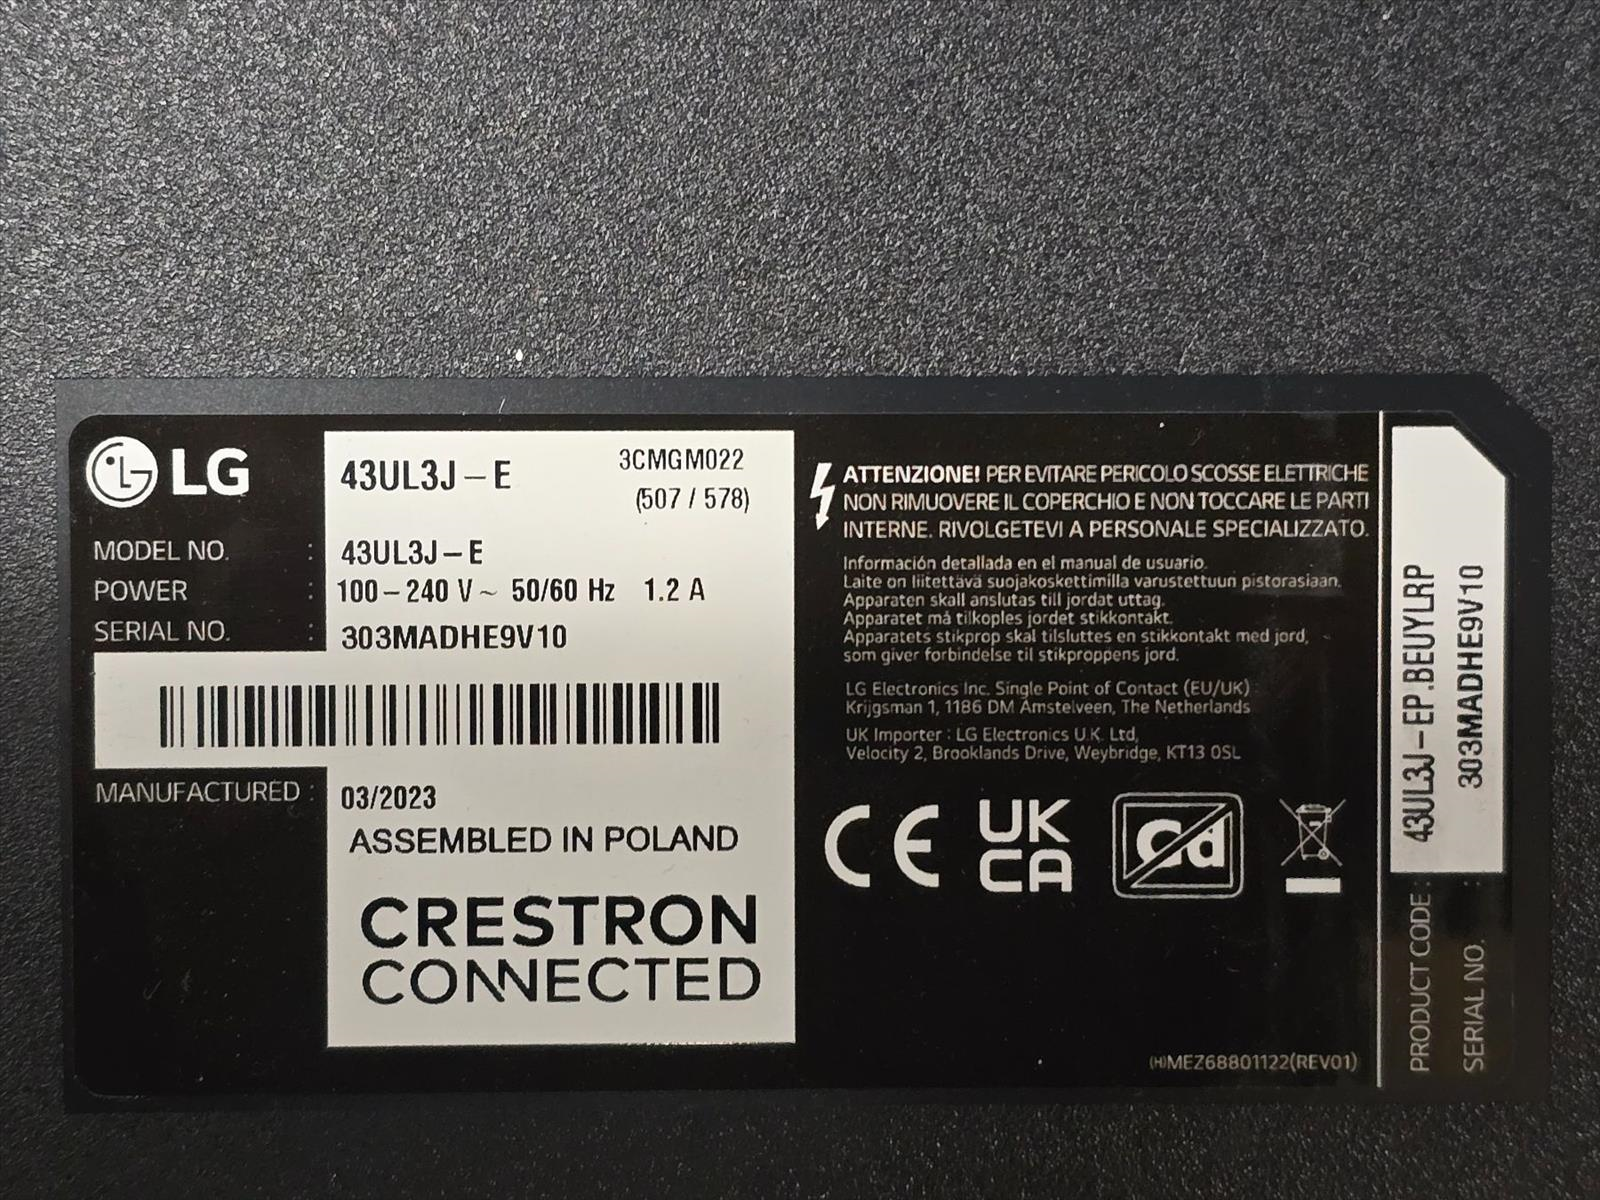 LG
43UL3J-E
3CMGM022
(507 / 578)
MODEL NO. : 43UL3J-E
POWER : 100-240 V~ 50/60 Hz 1.2 A
SERIAL NO. : 303MADHE9V10
MANUFACTURED : 03/2023
ASSEMBLED IN POLAND
CRESTRON
CONNECTED
ATTENZIONE! PER EVITARE PERICOLO SCOSSE ELETTRICHE
NON RIMUOVERE IL COPERCHIO E NON TOCCARE LE PARTI
INTERNE. RIVOLGETEVI A PERSONALE SPECIALIZZATO.
Información detallada en el manual de usuario.
Laite on liitettävä suojakoskettimilla varustettuun pistorasiaan.
Apparaten skall anslutas till jordat uttag.
Apparatet må tilkoples jordet stikkontakt.
Apparatets stikprop skal tilsluttes en stikkontakt med jord,
som giver forbindelse til stikproppens jord.
LG Electronics Inc. Single Point of Contact (EU/UK)
Krijgsman 1, 1186 DM Amstelveen, The Netherlands
UK Importer : LG Electronics U.K. Ltd,
Velocity 2, Brooklands Drive, Weybridge, KT13 0SL
CE
UK
CA
Cd
(H)MEZ68801122(REV01)
PRODUCT CODE : 43UL3J-EP.BEUYLRP
SERIAL NO. : 303MADHE9V10